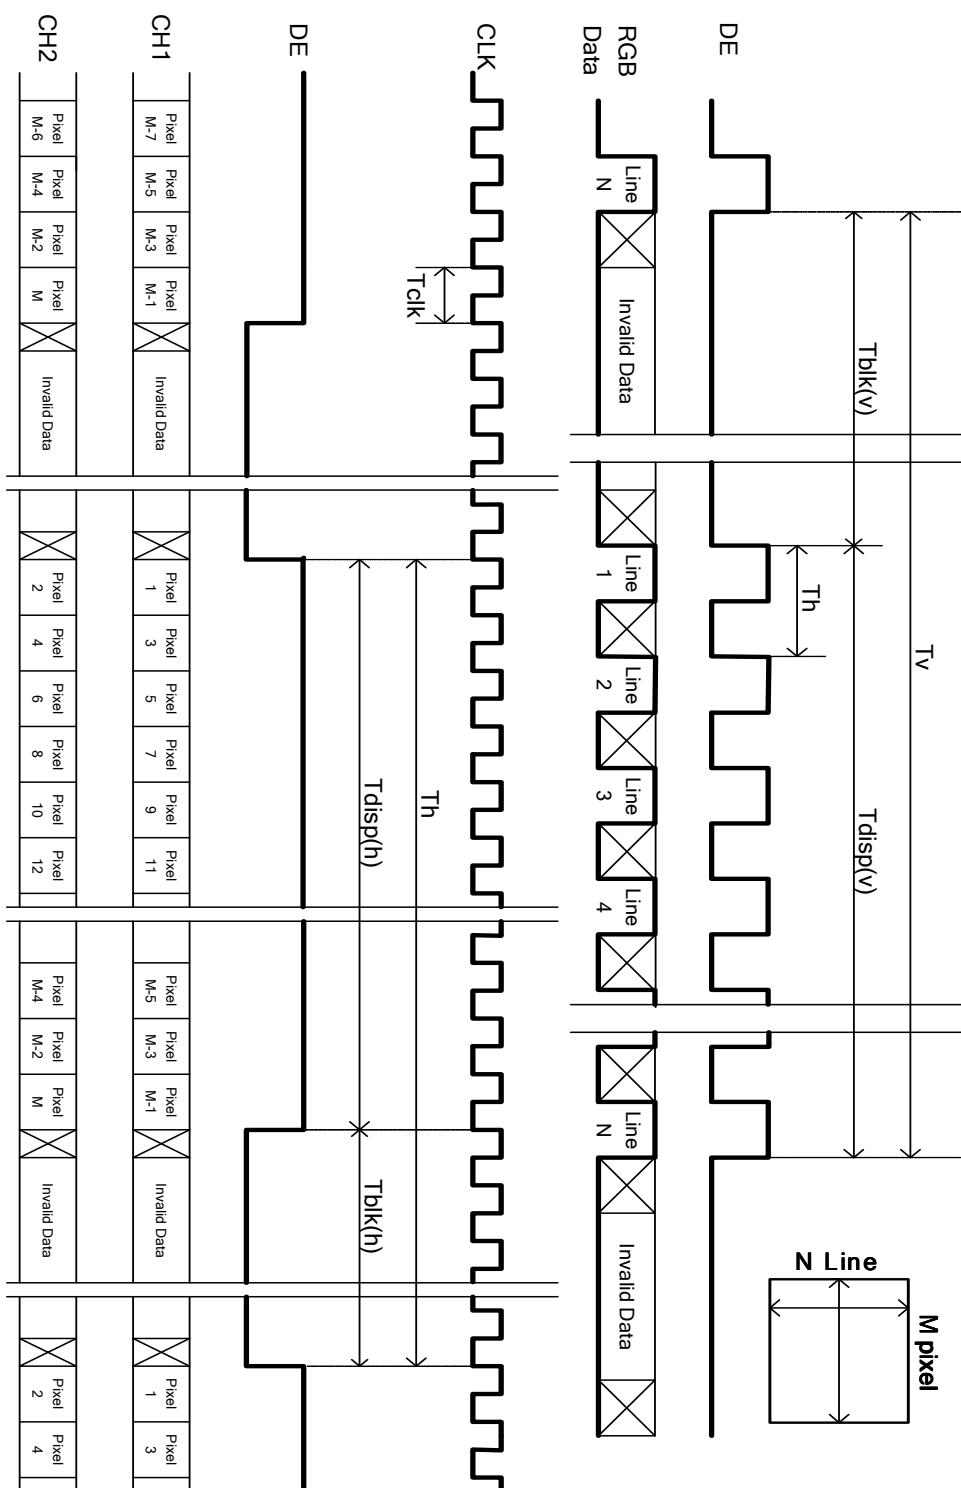 Tv
Tblk(v)
Tdisp(v)
Th
DE
RGB
Data
Line
N
Invalid Data
Line
1
Line
2
Line
3
Line
4
Line
N
Invalid Data
N Line
M pixel
CLK
Tclk
Th
Tdisp(h)
Tblk(h)
DE
CH1
Pixel
M-7
Pixel
M-5
Pixel
M-3
Pixel
M-1
Invalid Data
Pixel
1
Pixel
3
Pixel
5
Pixel
7
Pixel
9
Pixel
11
Pixel
M-5
Pixel
M-3
Pixel
M-1
Invalid Data
Pixel
1
Pixel
3
CH2
Pixel
M-6
Pixel
M-4
Pixel
M-2
Pixel
M
Invalid Data
Pixel
2
Pixel
4
Pixel
6
Pixel
8
Pixel
10
Pixel
12
Pixel
M-4
Pixel
M-2
Pixel
M
Invalid Data
Pixel
2
Pixel
4